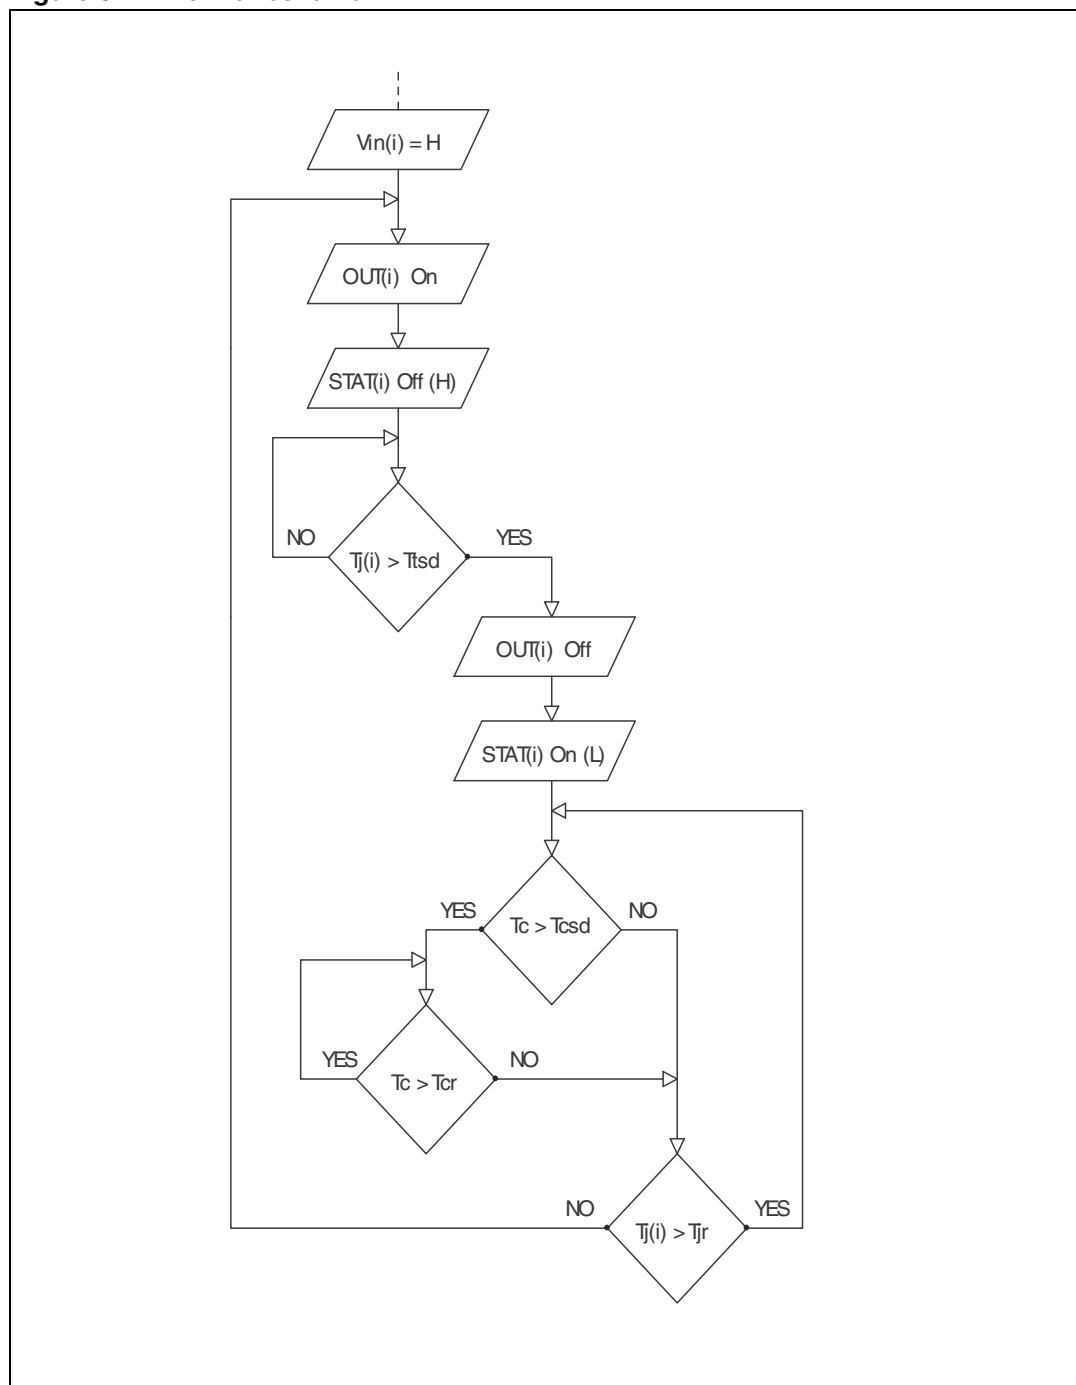 Vin(i) = H
OUT(i) On
STAT(i) Off (H)
NO
YES
Tj(i) > Ttsd
OUT(i) Off
STAT(i) On (L)
YES
NO
Tc > Tcsd
YES
NO
Tc > Tcr
NO
YES
Tj(i) > Tjr